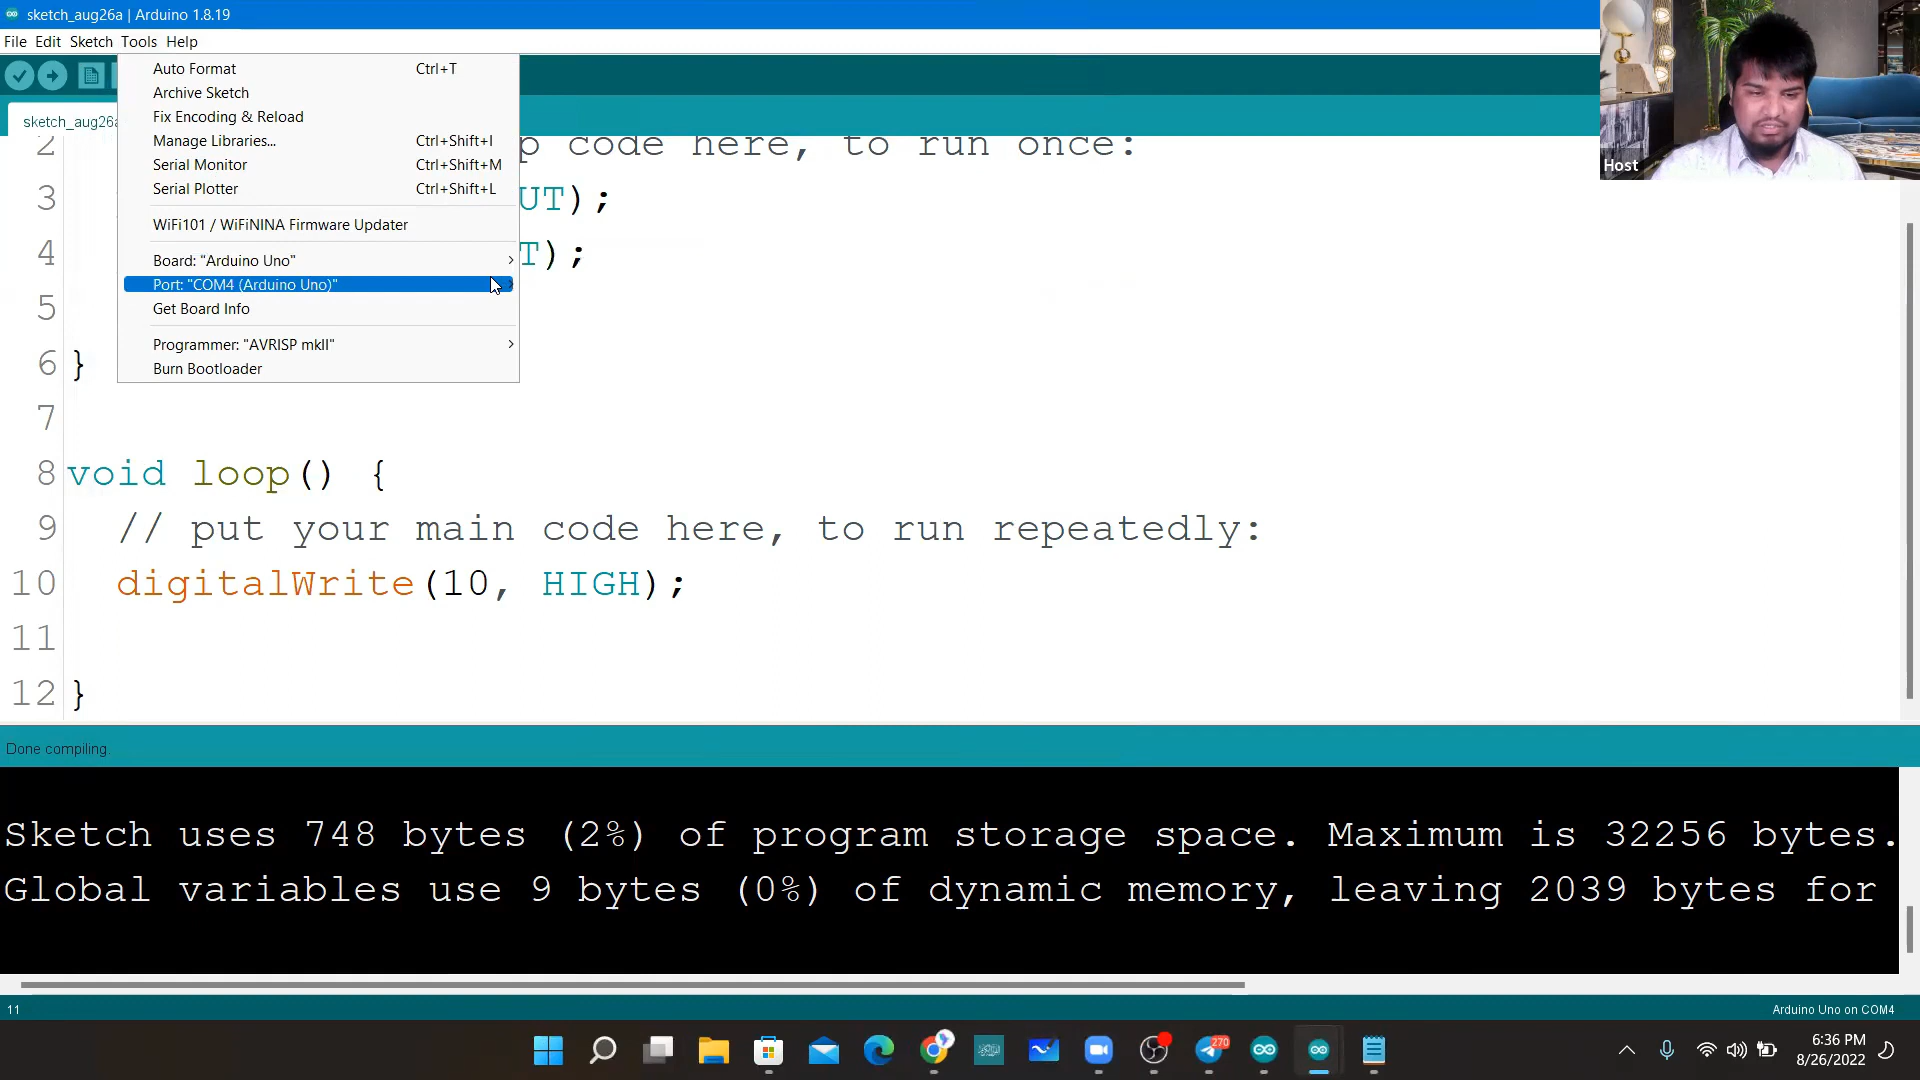 sketch_aug26a | Arduino 1.8.19
File Edit Sketch Tools Help
Auto Format Ctrl+T
Archive Sketch
Fix Encoding & Reload
Manage Libraries... Ctrl+Shift+I
Serial Monitor Ctrl+Shift+M
Serial Plotter Ctrl+Shift+L
WiFi101 / WiFiNINA Firmware Updater
Board: "Arduino Uno"
Port: "COM4 (Arduino Uno)"
Get Board Info
Programmer: "AVRISP mkII"
Burn Bootloader
Host
sketch_aug26a
2 p code here, to run once:
3 UT);
4 T);
5
6 }
7
8 void loop() {
9 // put your main code here, to run repeatedly:
10 digitalWrite(10, HIGH);
11
12 }
Done compiling.
Sketch uses 748 bytes (2%) of program storage space. Maximum is 32256 bytes.
Global variables use 9 bytes (0%) of dynamic memory, leaving 2039 bytes for
11 Arduino Uno on COM4
270
6:36 PM
8/26/2022